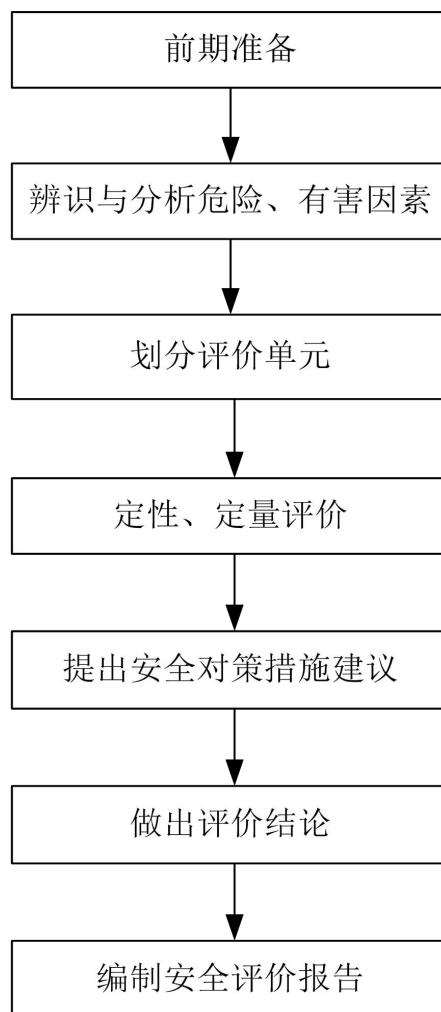 前期准备
辨识与分析危险、有害因素
划分评价单元
定性、定量评价
提出安全对策措施建议
做出评价结论
编制安全评价报告